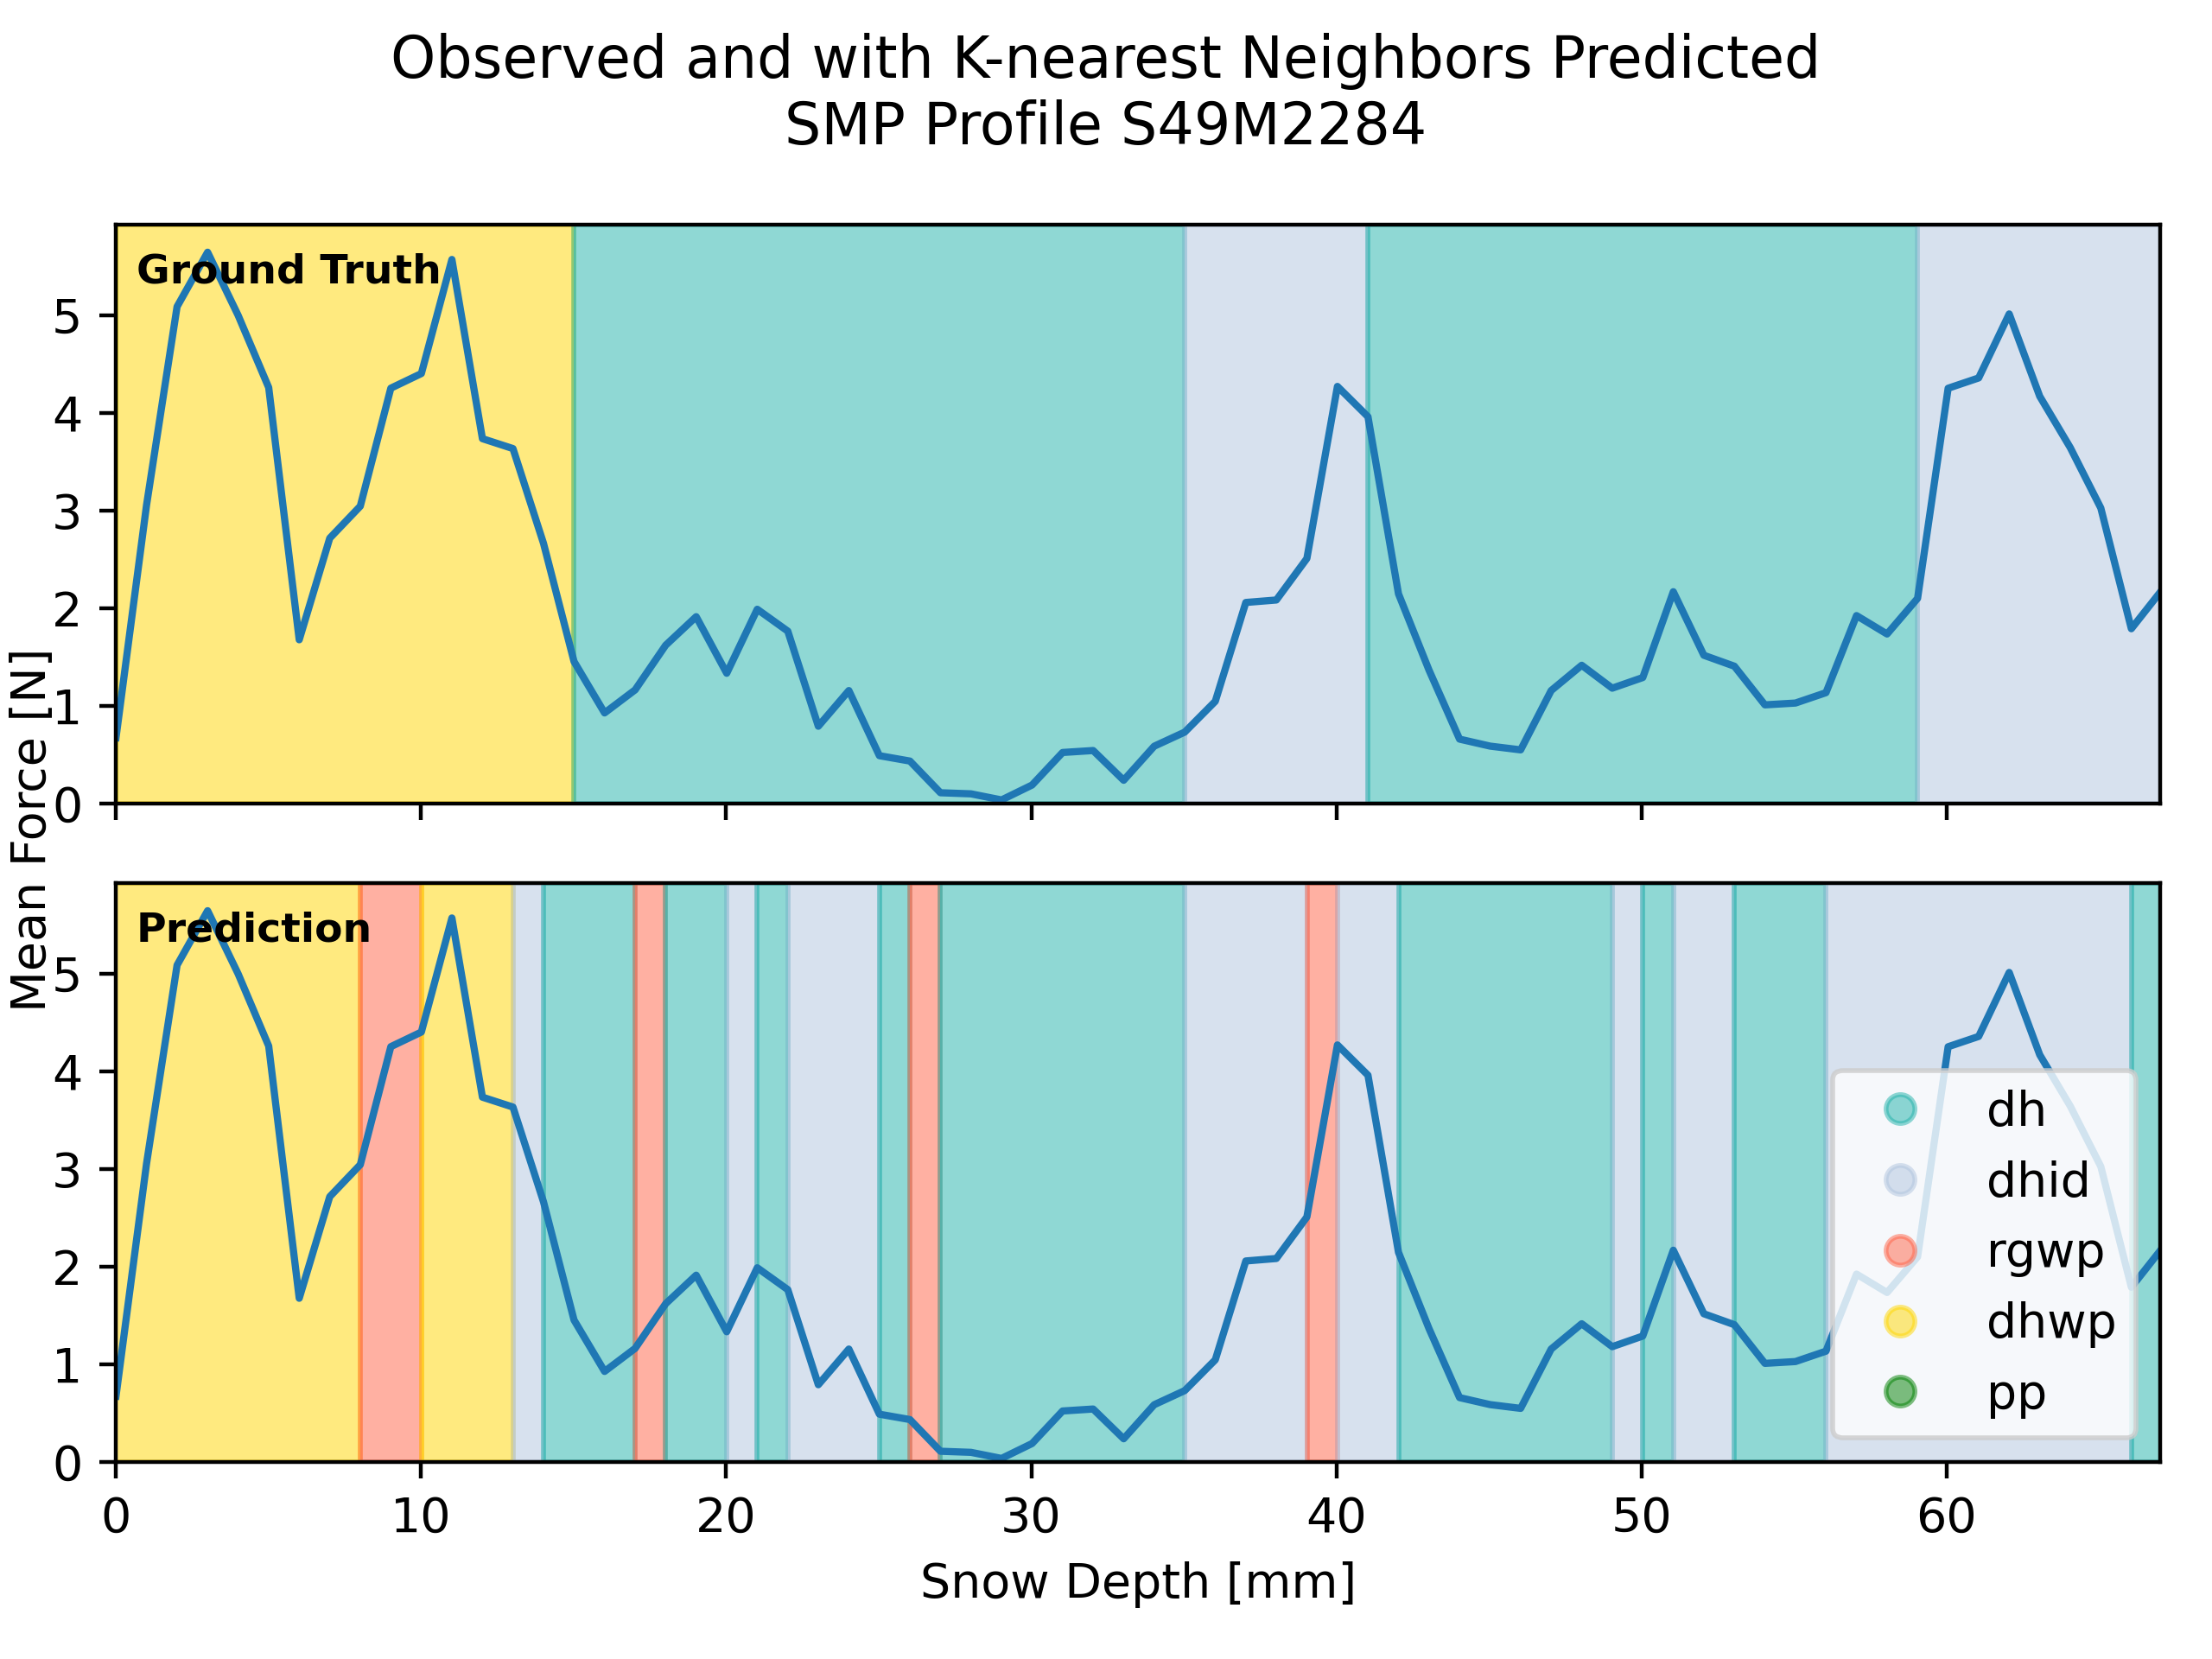 Observed and with K-nearest Neighbors Predicted
SMP Profile S49M2284
Mean Force [N]
Ground Truth
5
4
3
2
1
0
Prediction
5
4
3
2
1
0
dh
dhid
rgwp
dhwp
pp
0 10 20 30 40 50 60
Snow Depth [mm]